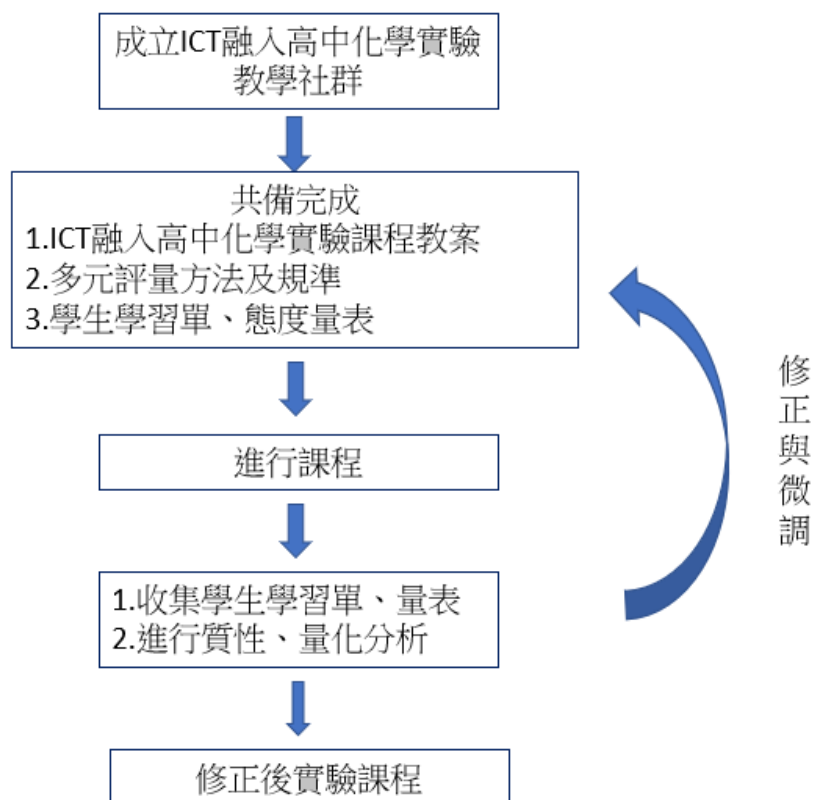 成立ICT融入高中化學實驗
教學社群
共備完成
1.ICT融入高中化學實驗課程教案
2.多元評量方法及規準
3.學生學習單、態度量表
進行課程
1.收集學生學習單、量表
2.進行質性、量化分析
修正後實驗課程
修正與微調